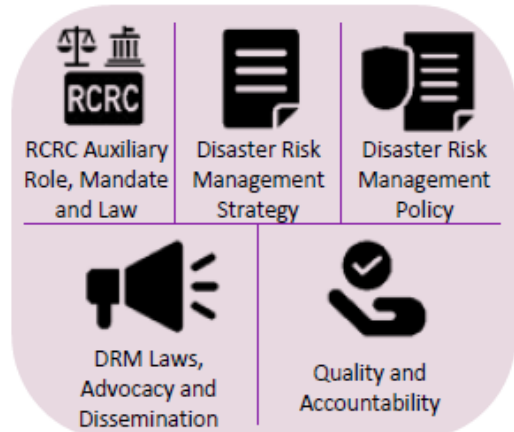 RCRC
RCRC Auxiliary
Role, Mandate
and Law
Disaster Risk
Management
Strategy
Disaster Risk
Management
Policy
DRM Laws,
Advocacy and
Dissemination
Quality and
Accountability